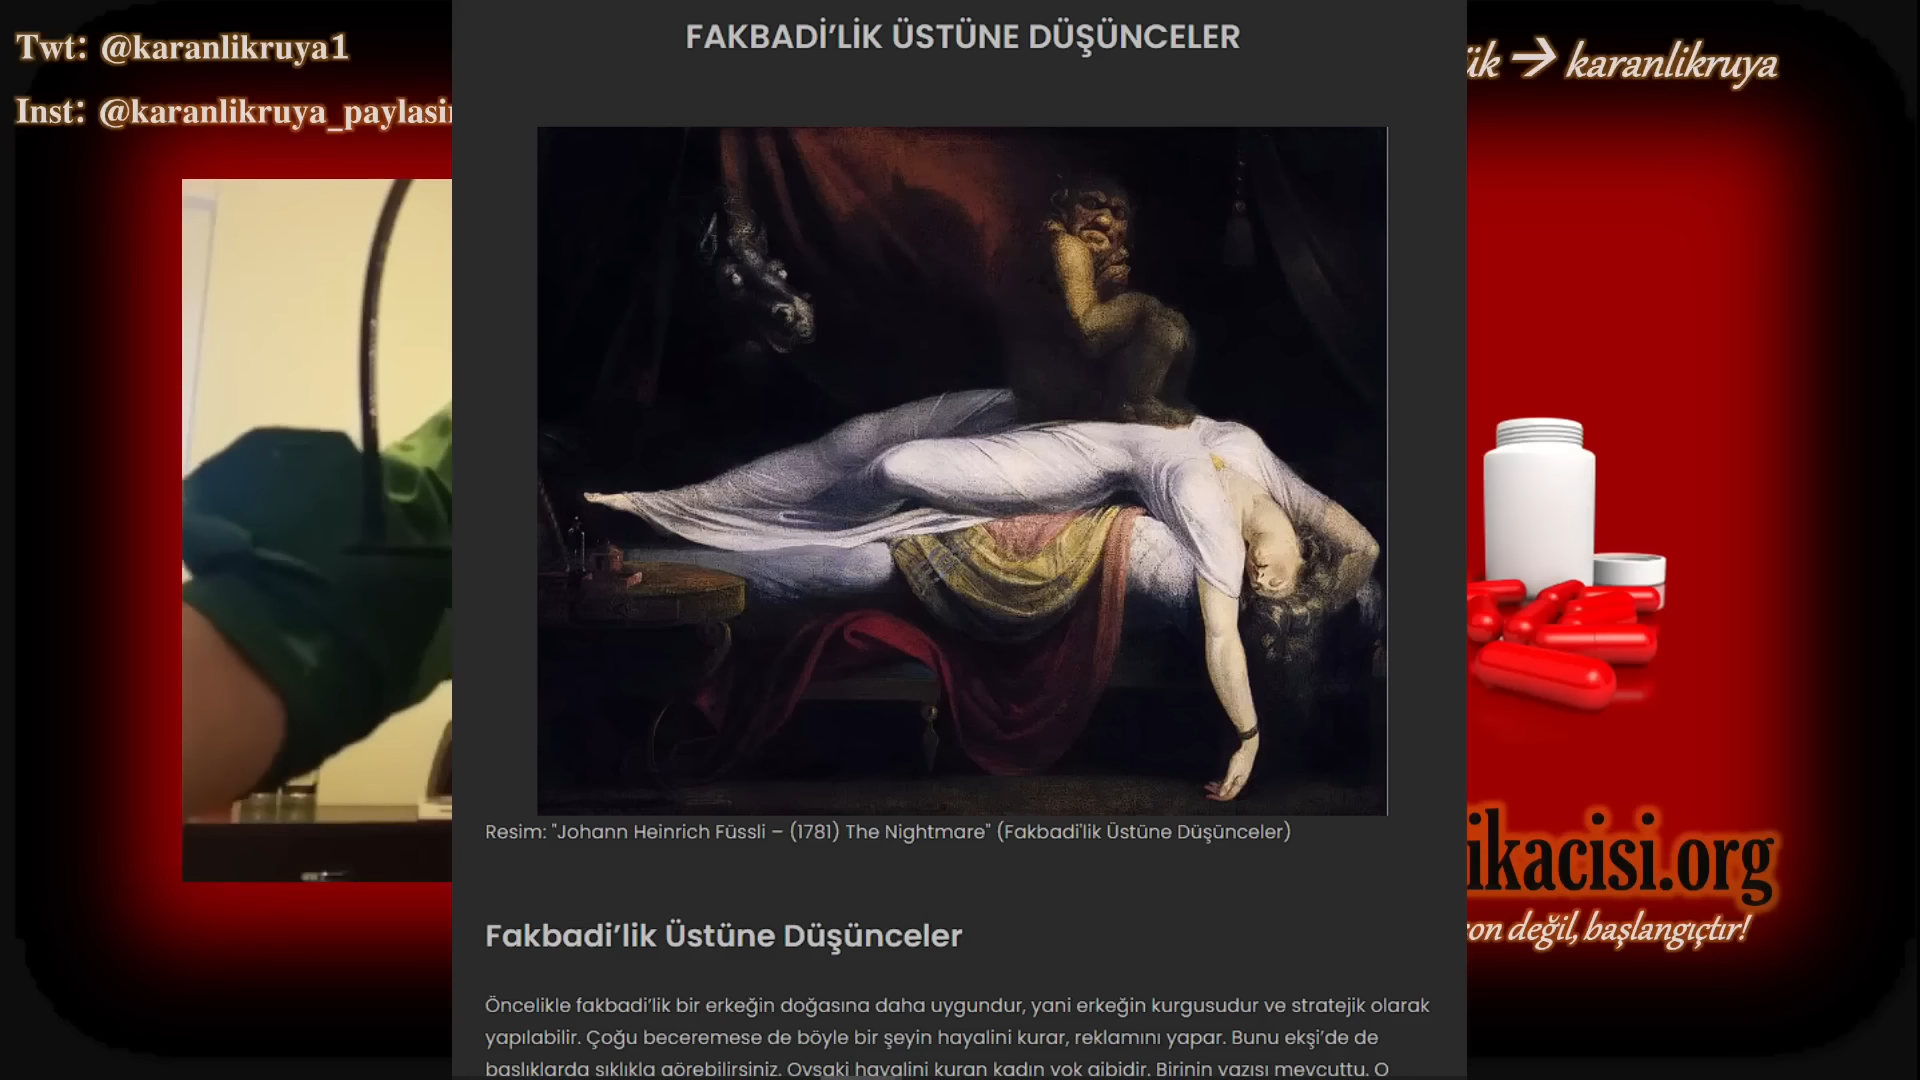 Twt: @karanlikruya1
Inst: @karanlikruya_paylasi
ük → karanlikruya
FAKBADİ’LİK ÜSTÜNE DÜŞÜNCELER
Resim: "Johann Heinrich Füssli – (1781) The Nightmare" (Fakbadi'lik Üstüne Düşünceler)
Fakbadi’lik Üstüne Düşünceler
Öncelikle fakbadi’lik bir erkeğin doğasına daha uygundur, yani erkeğin kurgusudur ve stratejik olarak
yapılabilir. Çoğu beceremese de böyle bir şeyin hayalini kurar, reklamını yapar. Bunu ekşi’de de
başlıklarda sıklıkla görebilirsiniz. Oysaki hayalini kuran kadın yok gibidir. Birinin yazısı mevcuttu. O
ikacisi.org
on değil, başlangıçtır!